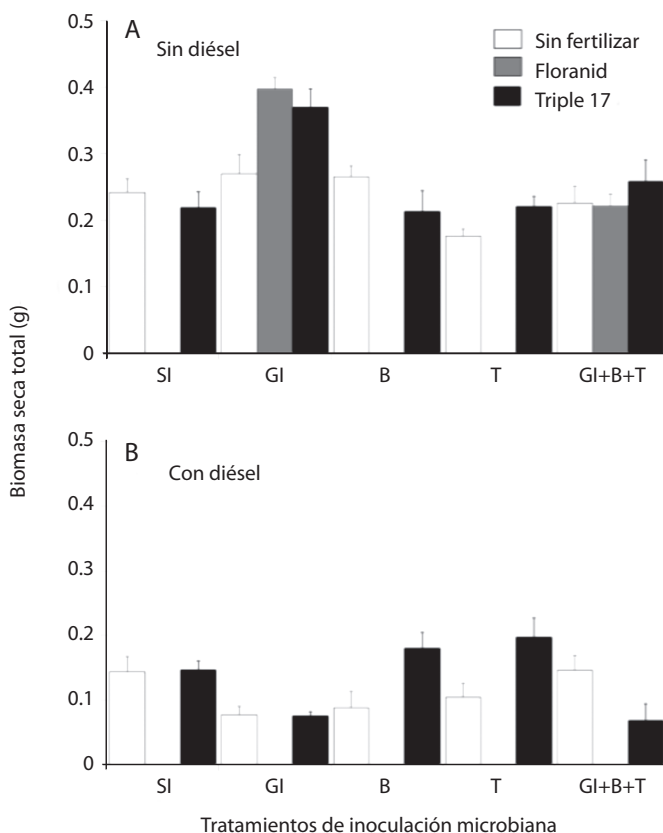 0.5
A
Sin diésel
Sin fertilizar
Floranid
Triple 17
0.4
0.3
0.2
0.1
0
SI
GI
B
T
GI+B+T
Biomasa seca total (g)
0.5
B
Con diésel
0.4
0.3
0.2
0.1
0
SI
GI
B
T
GI+B+T
Tratamientos de inoculación microbiana